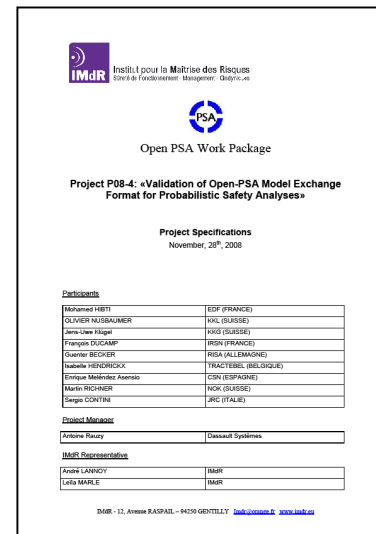 IMdR
Institut pour la Maîtrise des Risques
Sûreté de Fonctionnement - Management - Cindyniques
PSA
Open PSA Work Package
Project P08-4: «Validation of Open-PSA Model Exchange
Format for Probabilistic Safety Analyses»
Project Specifications
November, 28th, 2008
Participants
Mohamed HIBTI EDF (FRANCE)
OLIVIER NUSBAUMER KKL (SUISSE)
Jens-Uwe Klügel KKG (SUISSE)
François DUCAMP IRSN (FRANCE)
Guenter BECKER RISA (ALLEMAGNE)
Isabelle HENDRICKX TRACTEBEL (BELGIQUE)
Enrique Meléndez Asensio CSN (ESPAGNE)
Martin RICHNER NOK (SUISSE)
Sergio CONTINI JRC (ITALIE)
Project Manager
Antoine Rauzy Dassault Systèmes
IMdR Representative
André LANNOY IMdR
Leïla MARLE IMdR
IMdR - 12, Avenue RASPAIL – 94250 GENTILLY Imdr@orange.fr www.imdr.eu